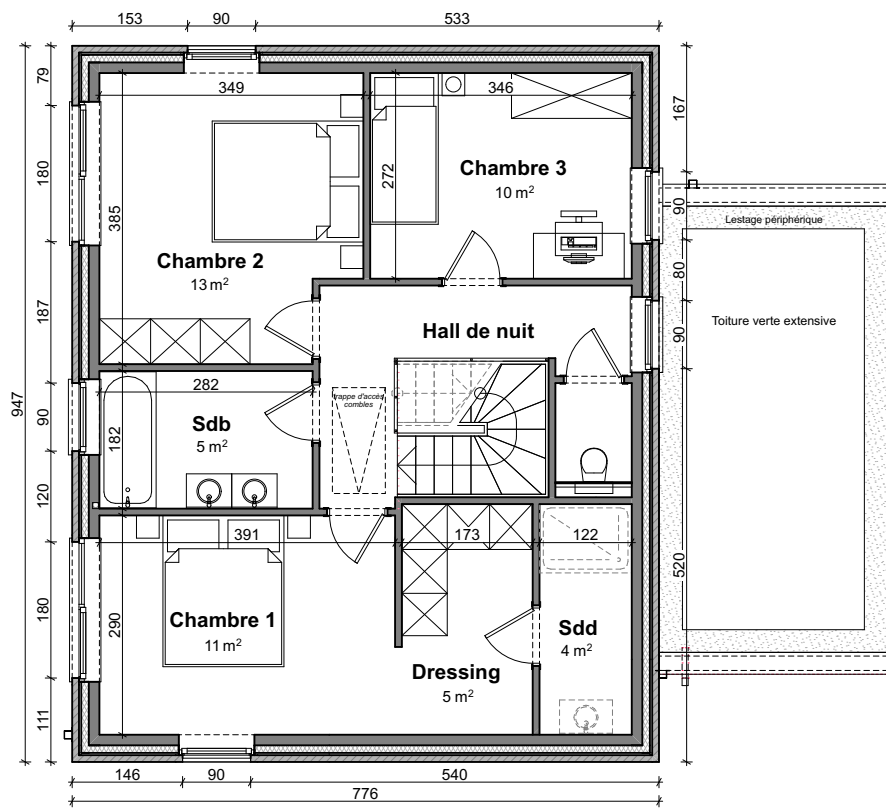 153
90
533
947
79
180
187
90
120
180
111
349
346
385
272
Chambre 3
10 m²
Chambre 2
13 m²
167
90
80
90
520
Lestage périphérique
Toiture verte extensive
Hall de nuit
282
182
Sdb
5 m²
trappe d'accès
combles
391
173
122
290
Chambre 1
11 m²
Dressing
5 m²
Sdd
4 m²
146
90
540
776